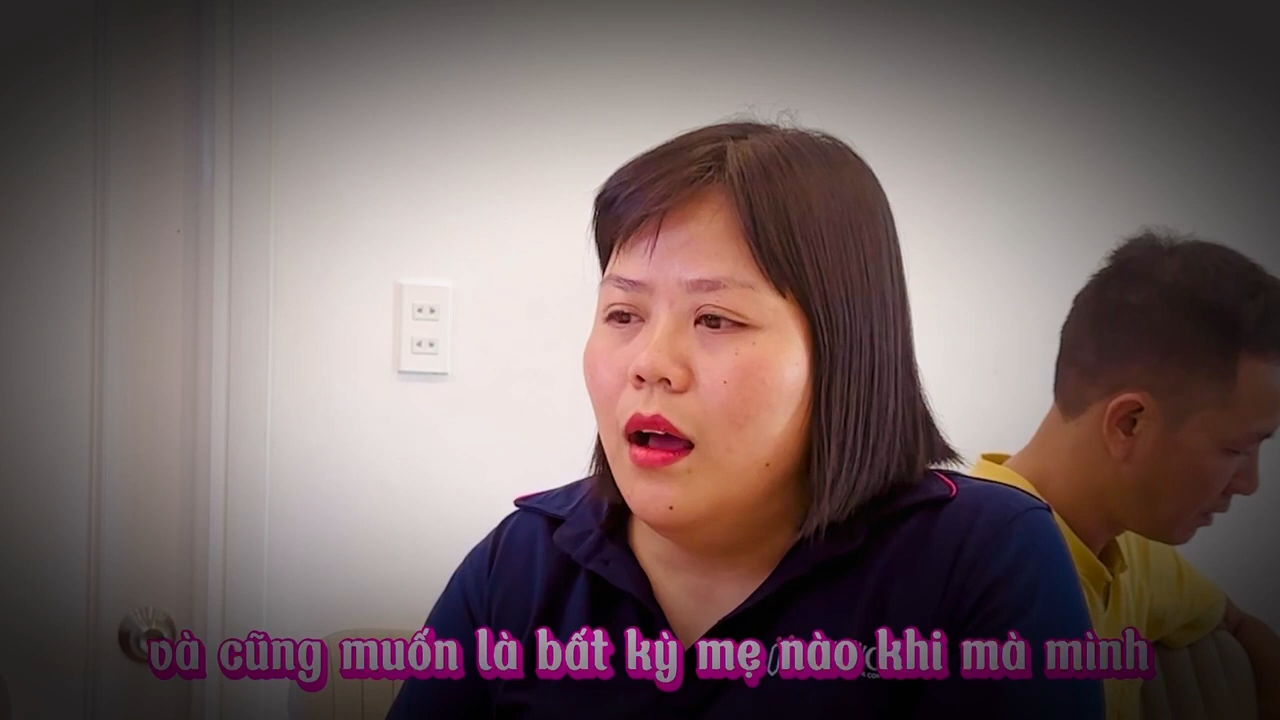 và cũng muốn là bất kỳ mẹ nào khi mà mình